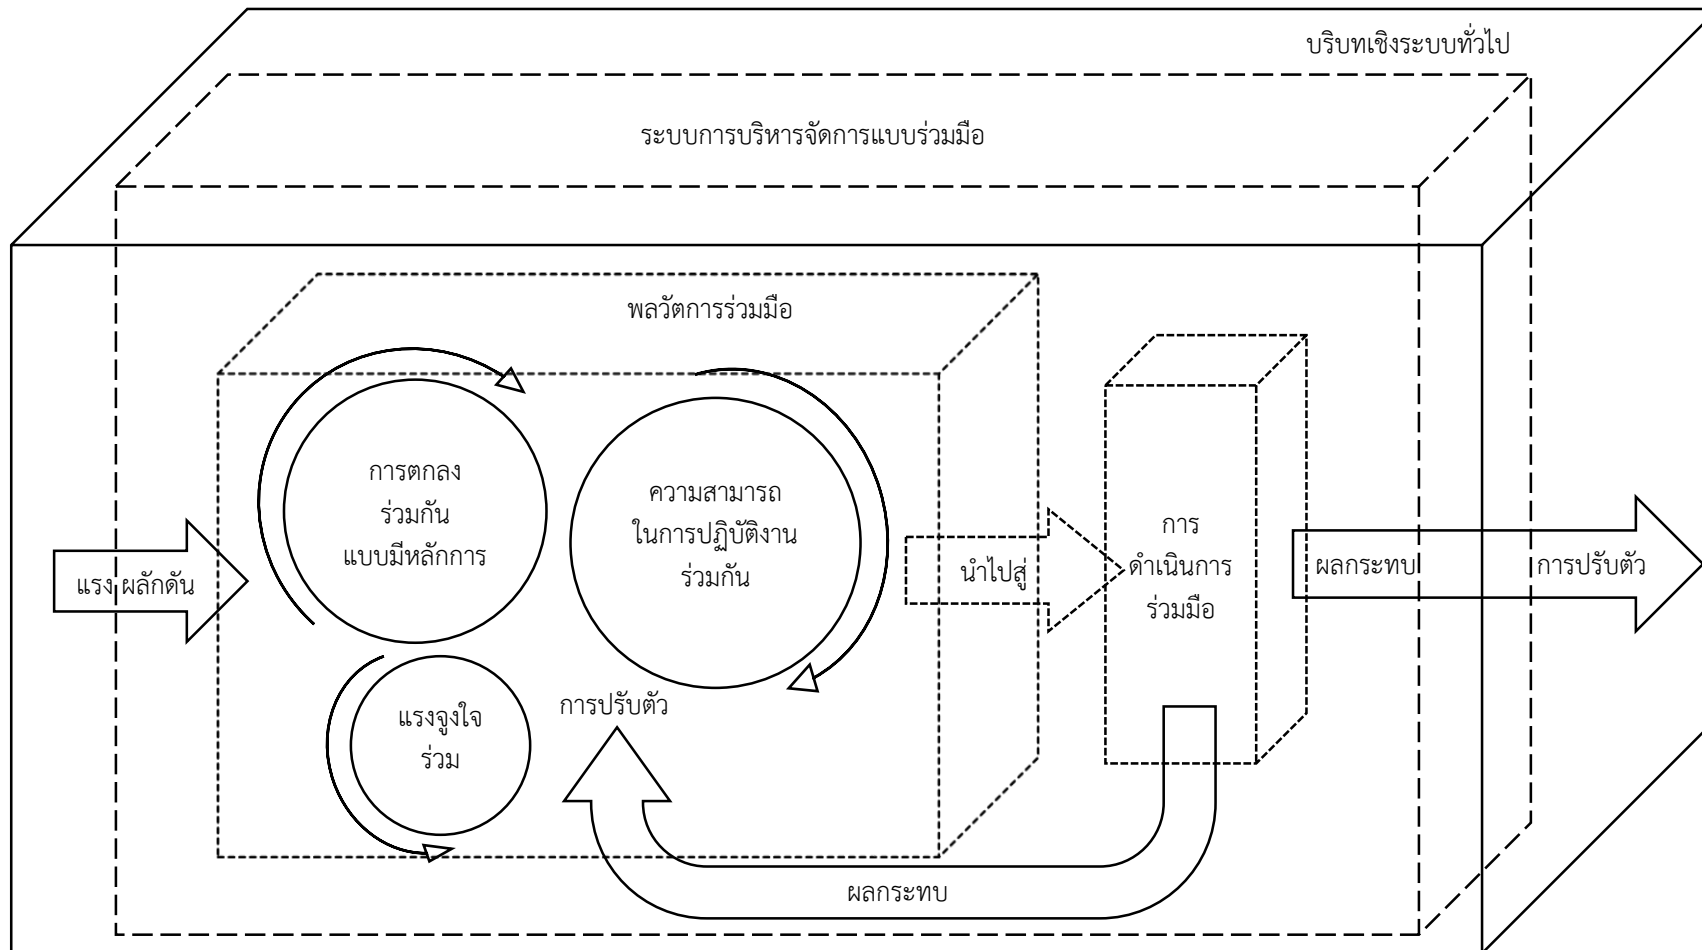 บริบทเชิงระบบทั่วไป
ระบบการบริหารจัดการแบบร่วมมือ
พลวัตการร่วมมือ
การตกลง
ร่วมกัน
แบบมีหลักการ
ความสามารถ
ในการปฏิบัติงาน
ร่วมกัน
แรง ผลักดัน
นำไปสู่
การ
ดำเนินการ
ร่วมมือ
ผลกระทบ
การปรับตัว
แรงจูงใจ
ร่วม
การปรับตัว
ผลกระทบ